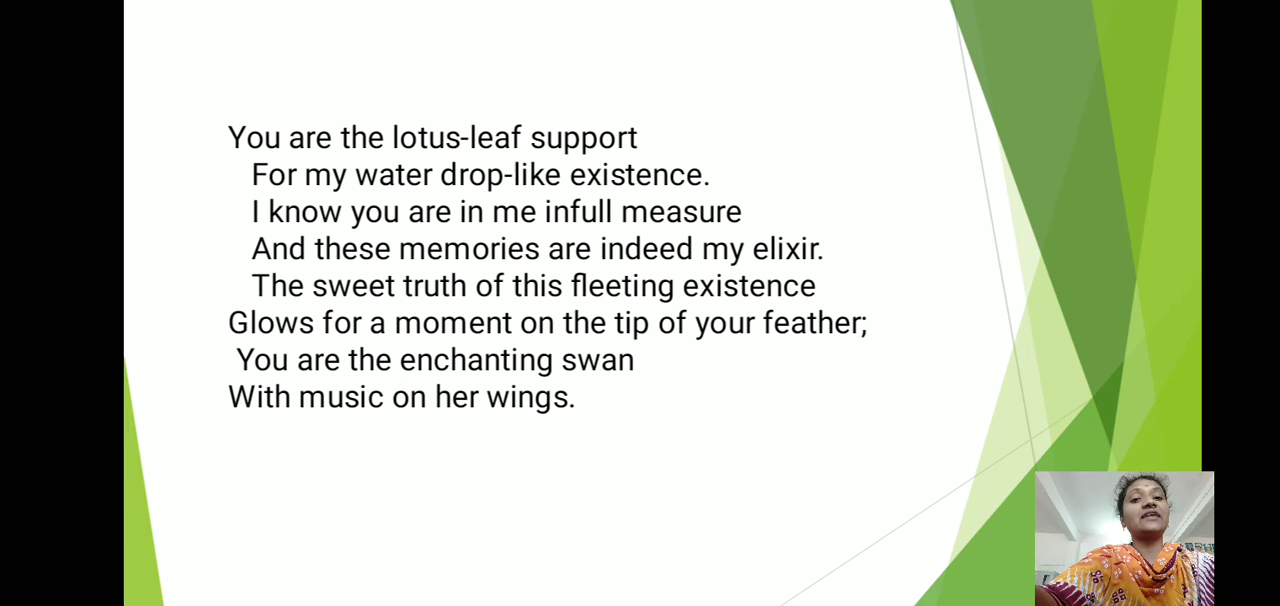 You are the lotus-leaf support
For my water drop-like existence.
I know you are in me infull measure
And these memories are indeed my elixir.
The sweet truth of this fleeting existence
Glows for a moment on the tip of your feather;
You are the enchanting swan
With music on her wings.